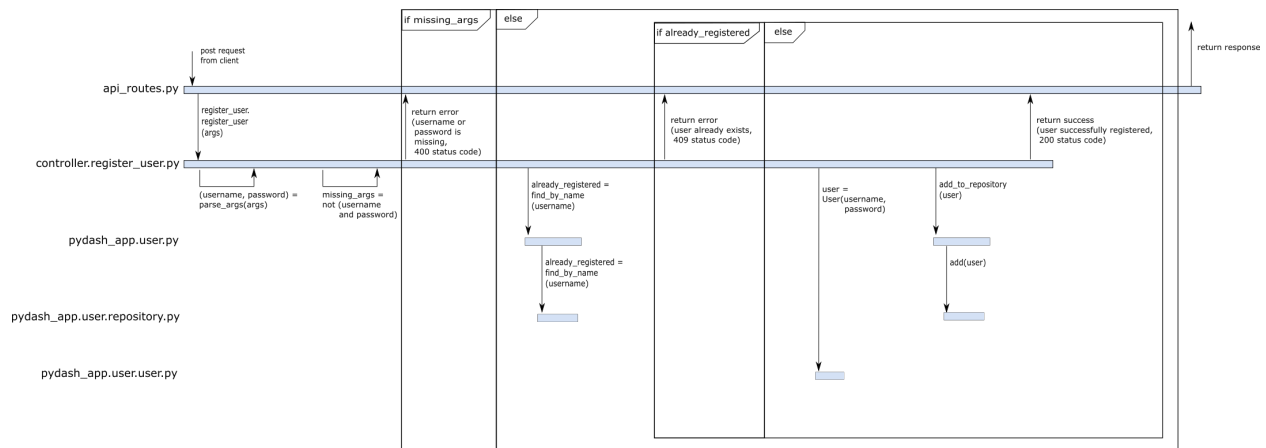 if missing_args
else
if already_registered
else
post request
from client
return response
api_routes.py
register_user.
register_user
(args)
return error
(username or
password is
missing,
400 status code)
return error
(user already exists,
409 status code)
return success
(user successfully registered,
200 status code)
controller.register_user.py
(username, password) =
parse_args(args)
missing_args =
not (username
and password)
already_registered =
find_by_name
(username)
user =
User(username,
password)
add_to_repository
(user)
pydash_app.user.py
already_registered =
find_by_name
(username)
add(user)
pydash_app.user.repository.py
pydash_app.user.user.py